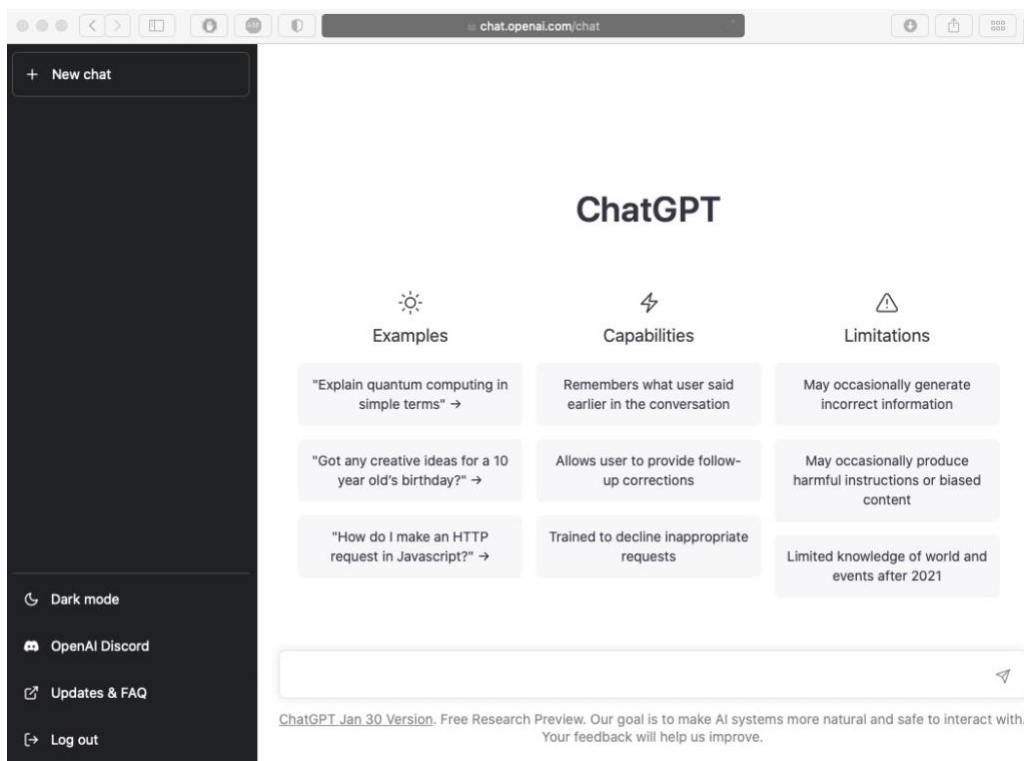 chat.openai.com/chat
+ New chat
ChatGPT
Examples
"Explain quantum computing in
simple terms" →
"Got any creative ideas for a 10
year old's birthday?" →
"How do I make an HTTP
request in Javascript?" →
Capabilities
Remembers what user said
earlier in the conversation
Allows user to provide follow-
up corrections
Trained to decline inappropriate
requests
Limitations
May occasionally generate
incorrect information
May occasionally produce
harmful instructions or biased
content
Limited knowledge of world and
events after 2021
Dark mode
OpenAI Discord
Updates & FAQ
Log out
ChatGPT Jan 30 Version. Free Research Preview. Our goal is to make AI systems more natural and safe to interact with.
Your feedback will help us improve.